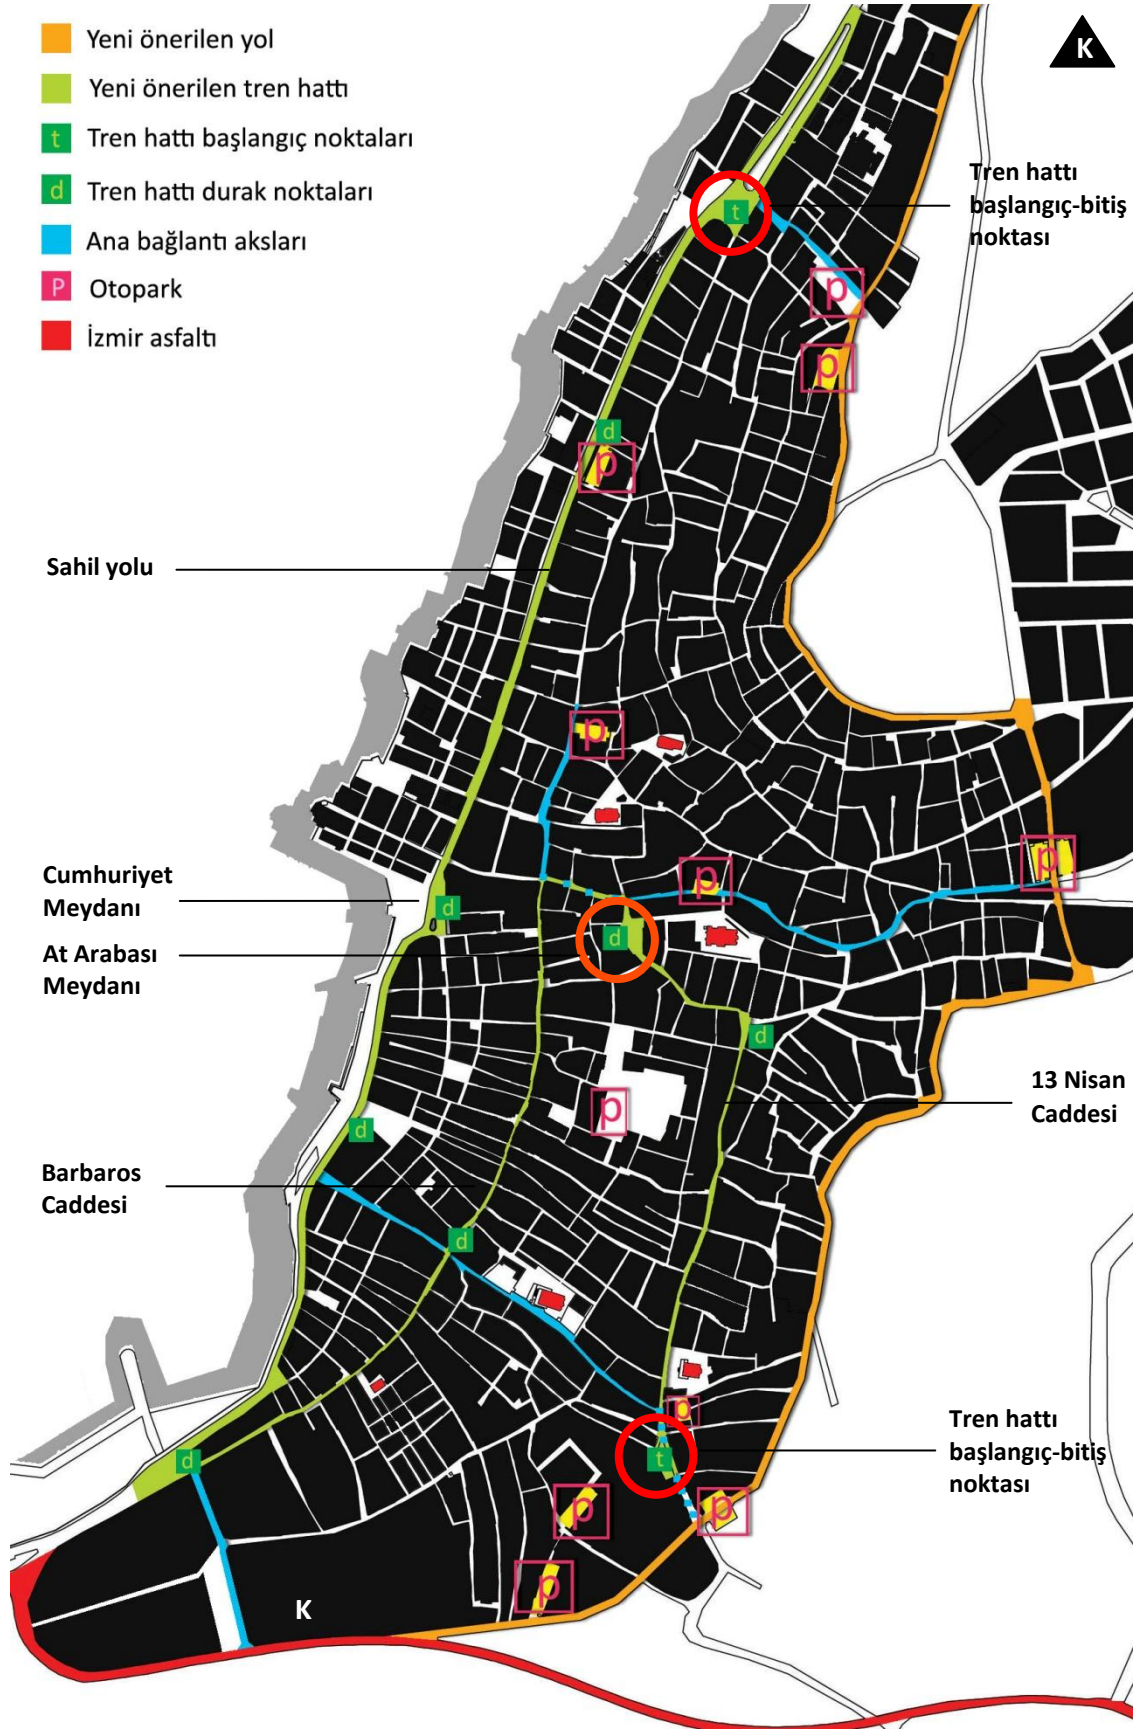 Yeni önerilen yol
Yeni önerilen tren hattı
t Tren hattı başlangıç noktaları
d Tren hattı durak noktaları
Ana bağlantı aksları
P Otopark
İzmir asfaltı
K
Tren hattı
başlangıç-bitiş
noktası
t
p
p
d
p
Sahil yolu
p
p
p
Cumhuriyet
Meydanı
d
At Arabası
Meydanı
d
d
13 Nisan
Caddesi
p
d
Barbaros
Caddesi
d
p
Tren hattı
başlangıç-bitiş
noktası
t
d
p
p
p
K